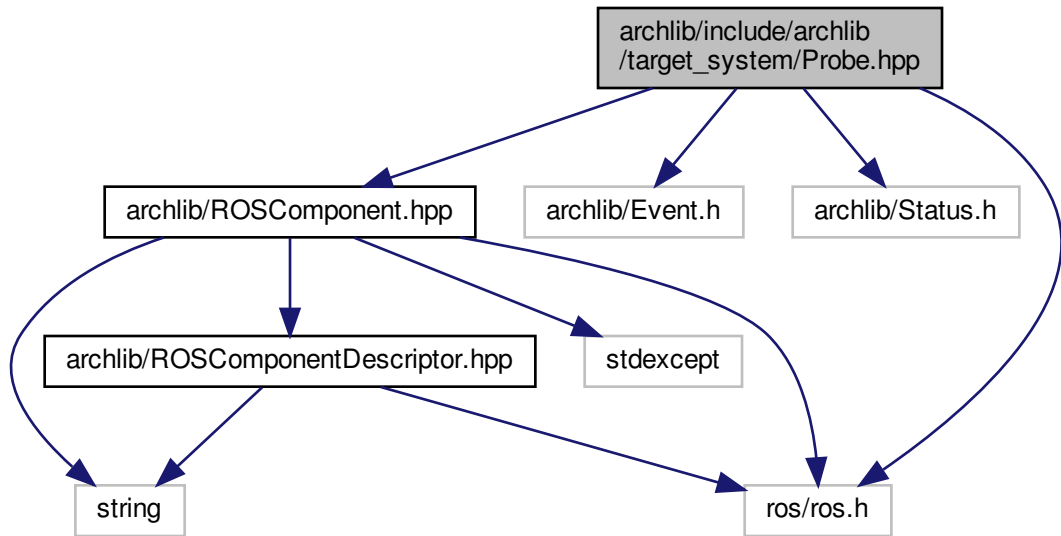 archlib/include/archlib
/target_system/Probe.hpp
archlib/ROSComponent.hpp
archlib/Event.h
archlib/Status.h
archlib/ROSComponentDescriptor.hpp
stdexcept
string
ros/ros.h